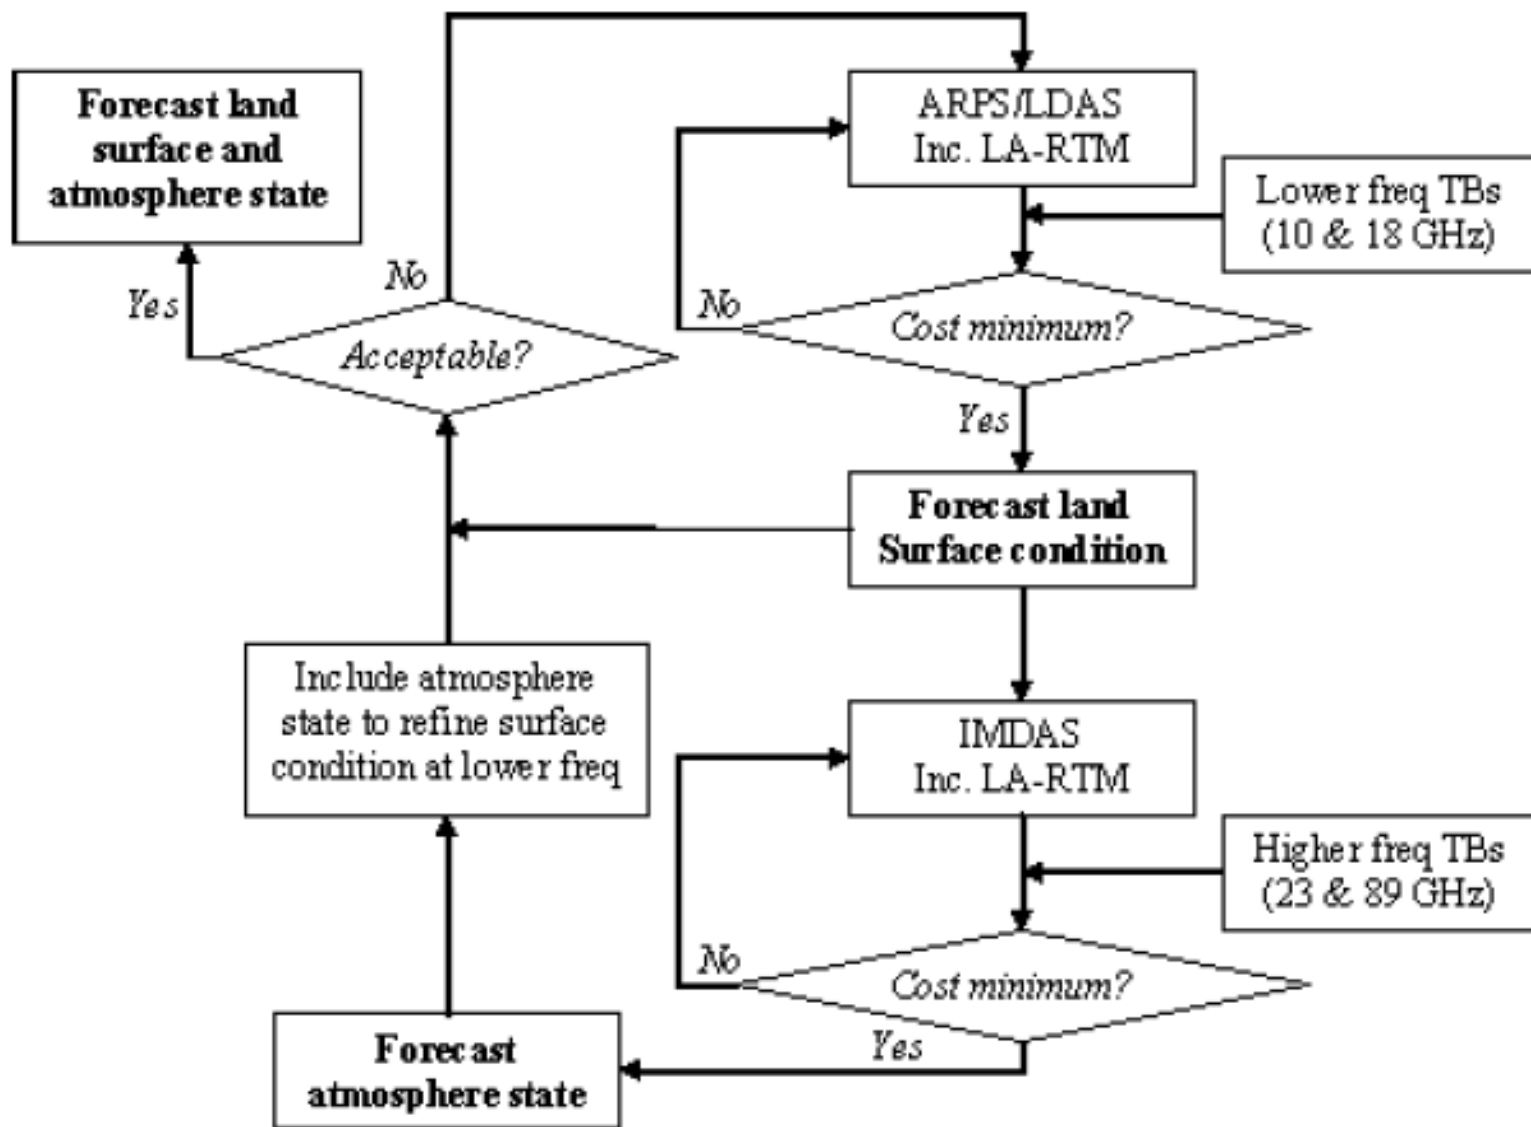 Forecast land
surface and
atmosphere state
Yes
No
Acceptable?
ARPS/LDAS
Inc. LA-RTM
Lower freq TBs
(10 & 18 GHz)
No
Cost minimum?
Yes
Forecast land
Surface condition
Include atmosphere
state to refine surface
condition at lower freq
IMDAS
Inc. LA-RTM
Higher freq TBs
(23 & 89 GHz)
No
Cost minimum?
Yes
Forecast
atmosphere state